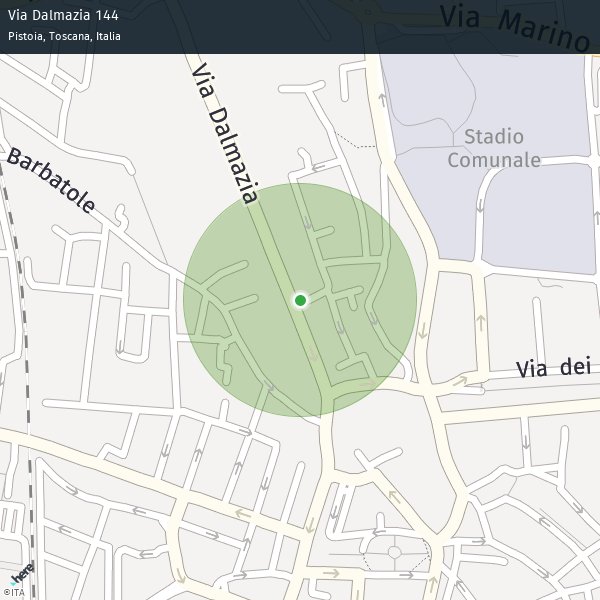 Via Dalmazia 144
Pistoia, Toscana, Italia
Via Marino
Via Dalmazia
Stadio
Comunale
Barbatole
Via dei
here
©ITA